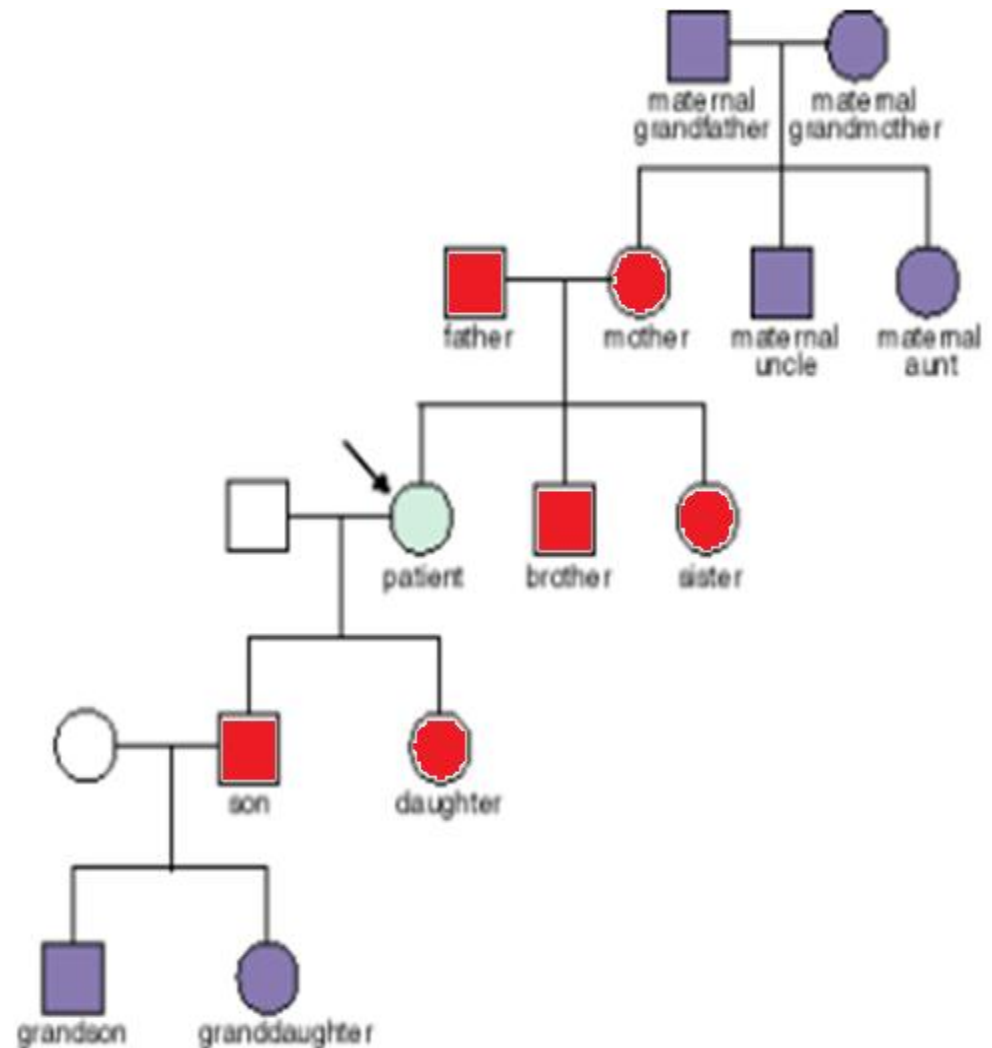 maternal grandfather
maternal grandmother
father
mother
maternal uncle
maternal aunt
patient
brother
sister
son
daughter
grandson
granddaughter